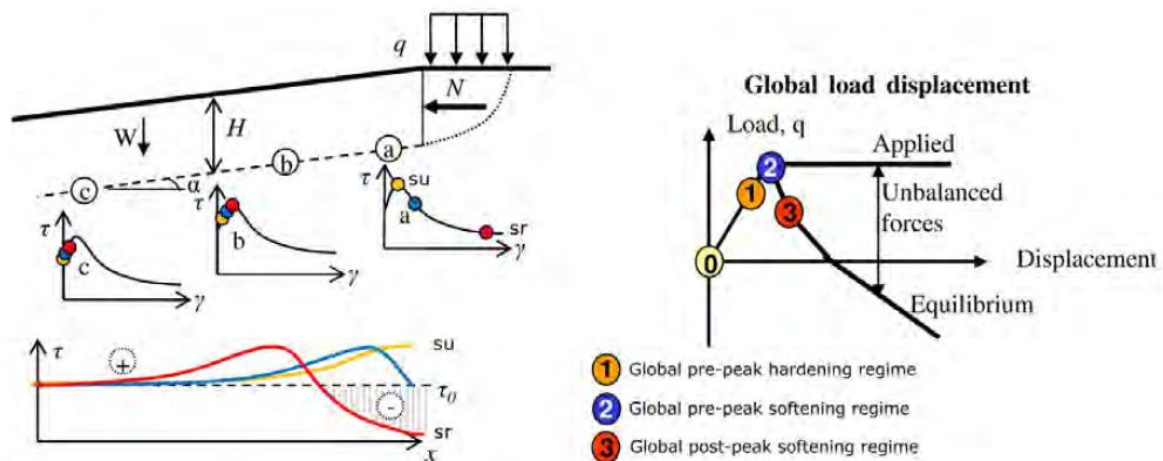 q
N
W
H
a
b
c
α
τ
su
a
sr
γ
τ
b
γ
τ
c
γ
τ
+
su
τ0
-
sr
x
Global load displacement
Load, q
Applied
2
1
Unbalanced
forces
3
0
Displacement
Equilibrium
1 Global pre-peak hardening regime
2 Global pre-peak softening regime
3 Global post-peak softening regime